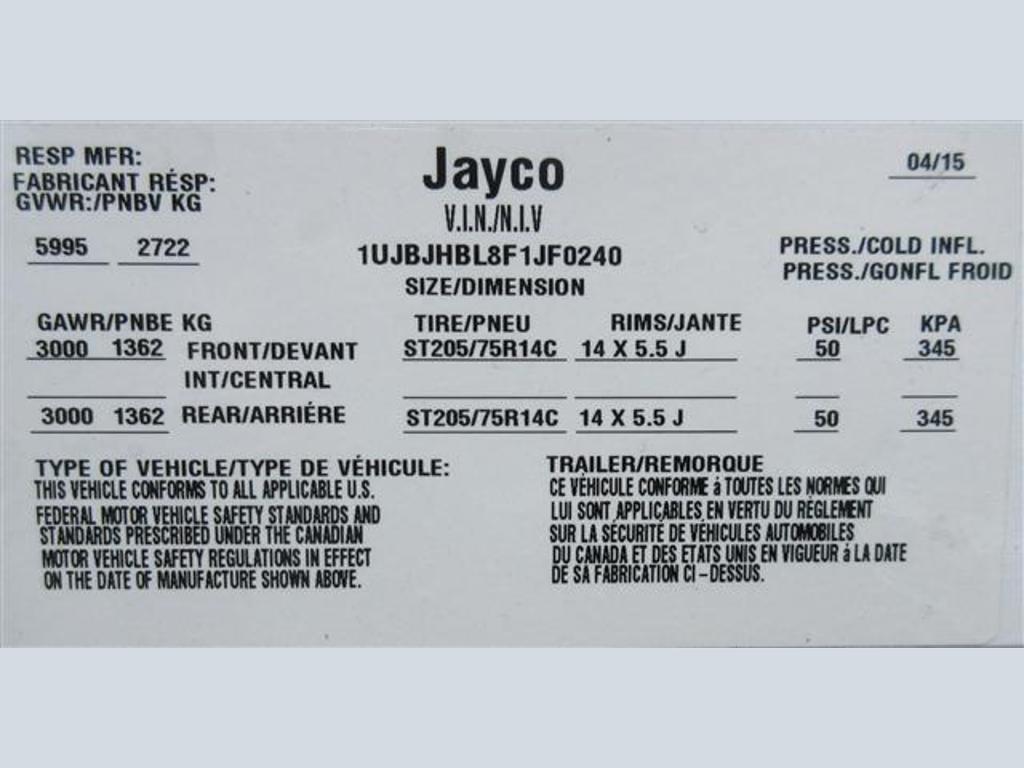 RESP MFR: Jayco 04/15
FABRICANT RÉSP:
GVWR:/PNBV KG V.I.N./N.I.V
5995 2722 1UJBJHBL8F1JF0240 PRESS./COLD INFL.
SIZE/DIMENSION PRESS./GONFL FROID
GAWR/PNBE KG TIRE/PNEU RIMS/JANTE PSI/LPC KPA
3000 1362 FRONT/DEVANT ST205/75R14C 14 X 5.5 J 50 345
INT/CENTRAL
3000 1362 REAR/ARRIÉRE ST205/75R14C 14 X 5.5 J 50 345
TYPE OF VEHICLE/TYPE DE VÉHICULE: TRAILER/REMORQUE
THIS VEHICLE CONFORMS TO ALL APPLICABLE U.S.
FEDERAL MOTOR VEHICLE SAFETY STANDARDS AND
STANDARDS PRESCRIBED UNDER THE CANADIAN
MOTOR VEHICLE SAFETY REGULATIONS IN EFFECT
ON THE DATE OF MANUFACTURE SHOWN ABOVE.
CE VÉHICULE CONFORME á TOUTES LES NORMES QUI
LUI SONT APPLICABLES EN VERTU DU RÉGLEMENT
SUR LA SÉCURITÉ DE VÉHICULES AUTOMOBILES
DU CANADA ET DES ETATS UNIS EN VIGUEUR á LA DATE
DE SA FABRICATION CI-DESSUS.